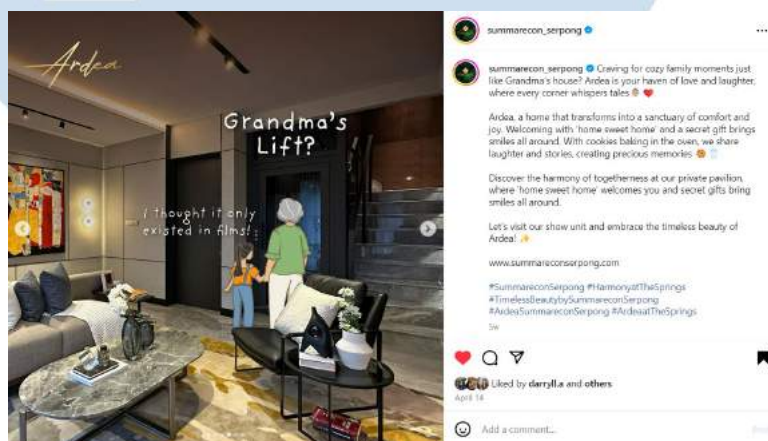 Ardea
Grandma's
Lift?
I thought it only
existed in films!
summarecon_serpong
summarecon_serpong Craving for cozy family moments just
like Grandma's house? Ardea is your haven of love and laughter,
where every corner whispers tales 👵🏼 ❤️
Ardea, a home that transforms into a sanctuary of comfort and
joy. Welcoming with 'home sweet home' and a secret gift brings
smiles all around. With cookies baking in the oven, we share
laughter and stories, creating precious memories 🍪 🥛
Discover the harmony of togetherness at our private pavilion,
where 'home sweet home' welcomes you and secret gifts bring
smiles all around.
Let's visit our show unit and embrace the timeless beauty of
Ardea! ✨
www.summareconserpong.com
#SummareconSerpong #HarmonyatTheSprings
#TimelessBeautybySummareconSerpong
#ArdeaSummareconSerpong #ArdeaatTheSprings
5w
Liked by darryll.a and others
April 14
Add a comment...